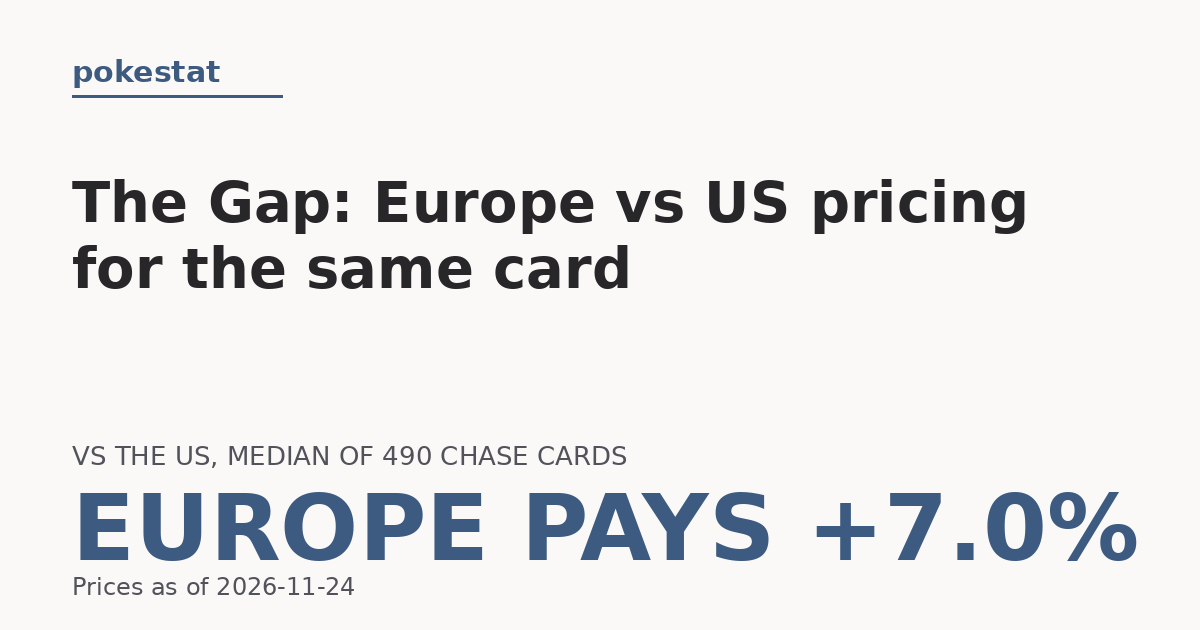 pokestat
The Gap: Europe vs US pricing
for the same card
VS THE US, MEDIAN OF 490 CHASE CARDS
EUROPE PAYS +7.0%
Prices as of 2026-11-24